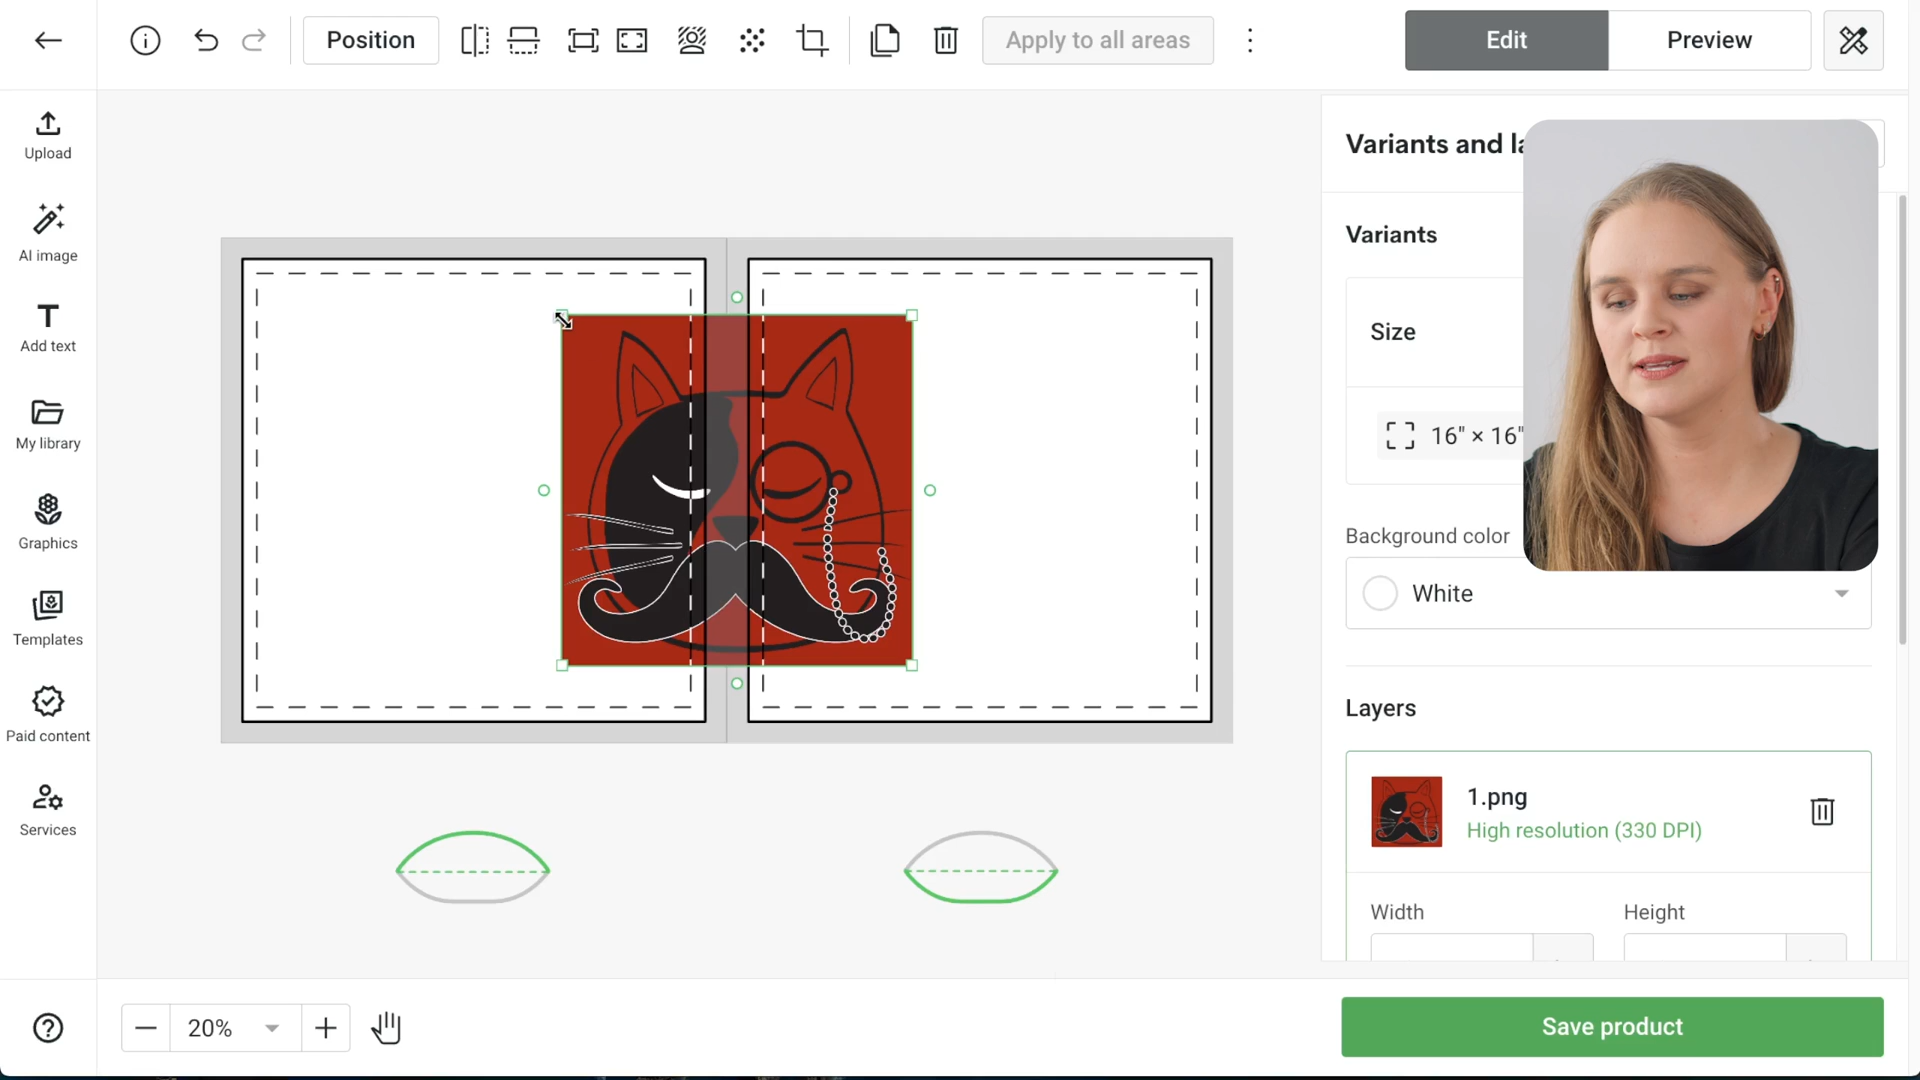 Position
Apply to all areas
Edit
Preview
Upload
AI image
Add text
My library
Graphics
Templates
Paid content
Services
Variants and la
Variants
Size
16" × 16"
Background color
White
Layers
1.png
High resolution (330 DPI)
Width
Height
20%
Save product